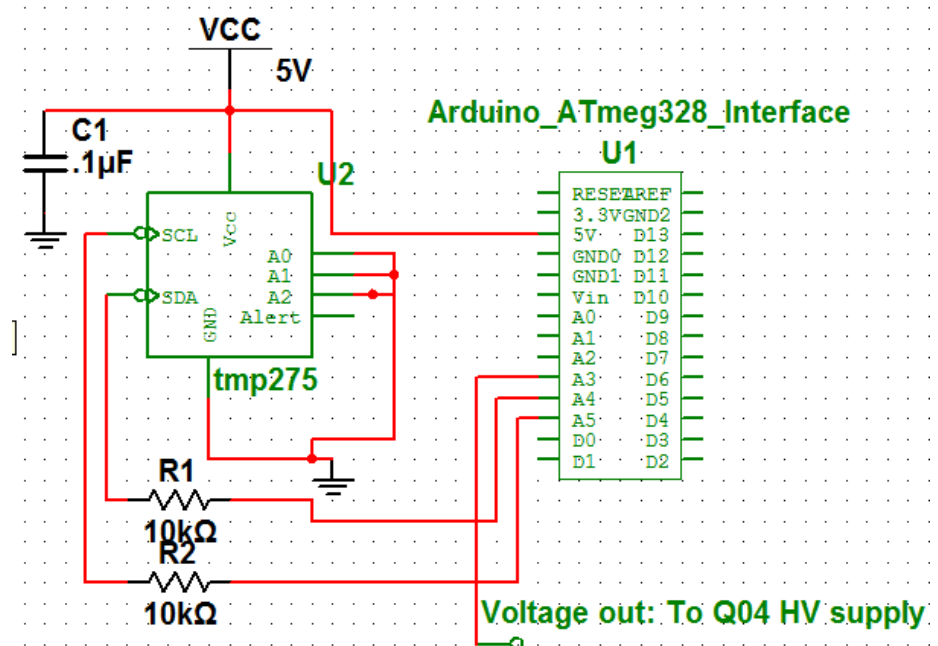 VCC
5V
C1
.1µF
Arduino_ATmeg328_Interface
U1
U2
SCL
Vcc
A0
A1
A2
SDA
GND
Alert
tmp275
RESET AREF
3.3V GND2
5V D13
GND0 D12
GND1 D11
Vin D10
A0 D9
A1 D8
A2 D7
A3 D6
A4 D5
A5 D4
D0 D3
D1 D2
R1
10kΩ
R2
10kΩ
Voltage out: To Q04 HV supply